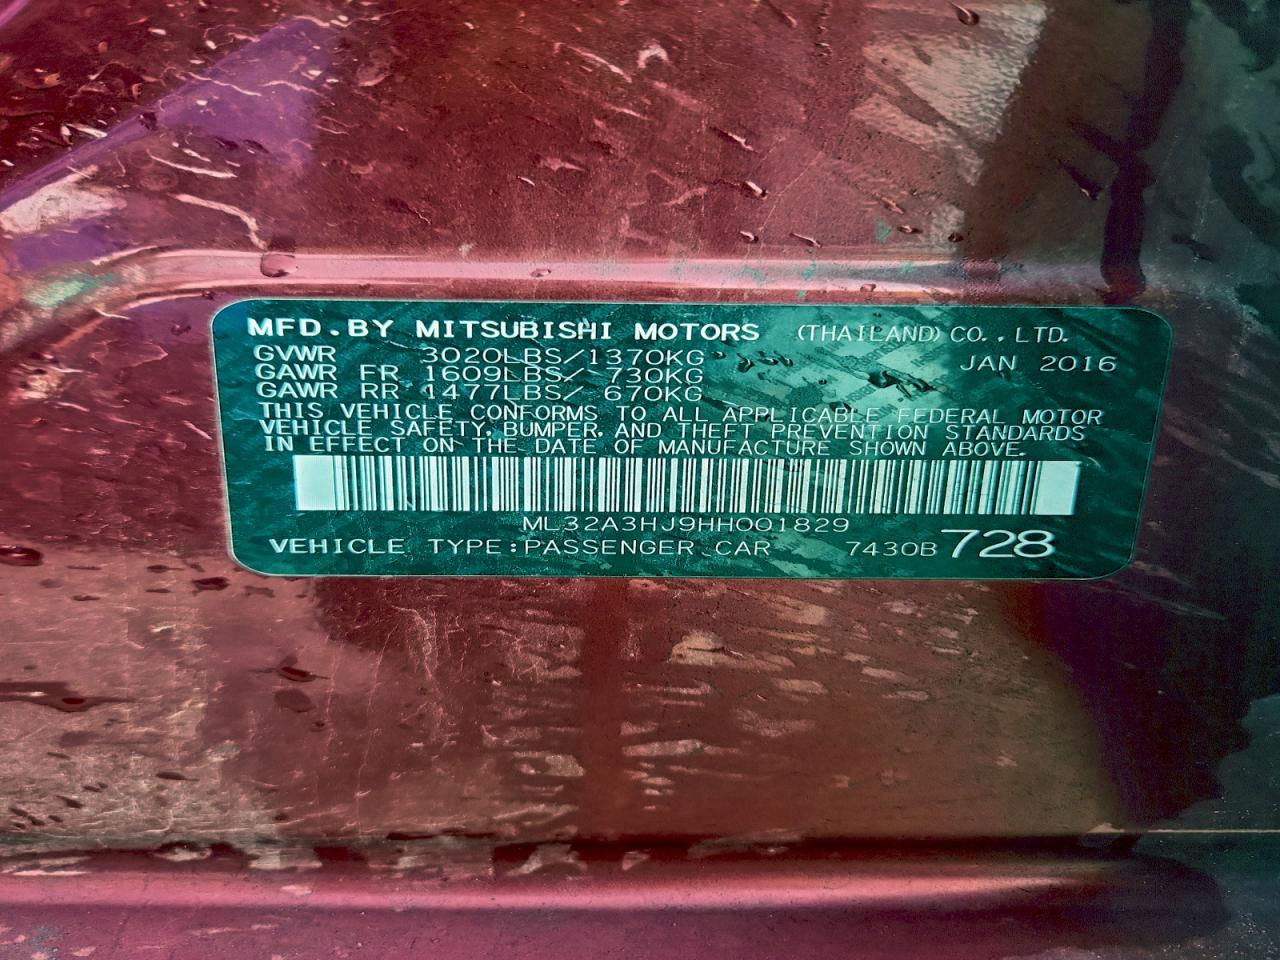 MFD.BY MITSUBISHI MOTORS (THAILAND) CO., LTD.
GVWR 3020LBS/1370KG JAN 2016
GAWR FR 1609LBS/ 730KG
GAWR RR 1477LBS/ 670KG
THIS VEHICLE CONFORMS TO ALL APPLICABLE FEDERAL MOTOR
VEHICLE SAFETY, BUMPER, AND THEFT PREVENTION STANDARDS
IN EFFECT ON THE DATE OF MANUFACTURE SHOWN ABOVE.
ML32A3HJ9HH001829
VEHICLE TYPE:PASSENGER CAR 7430B 728